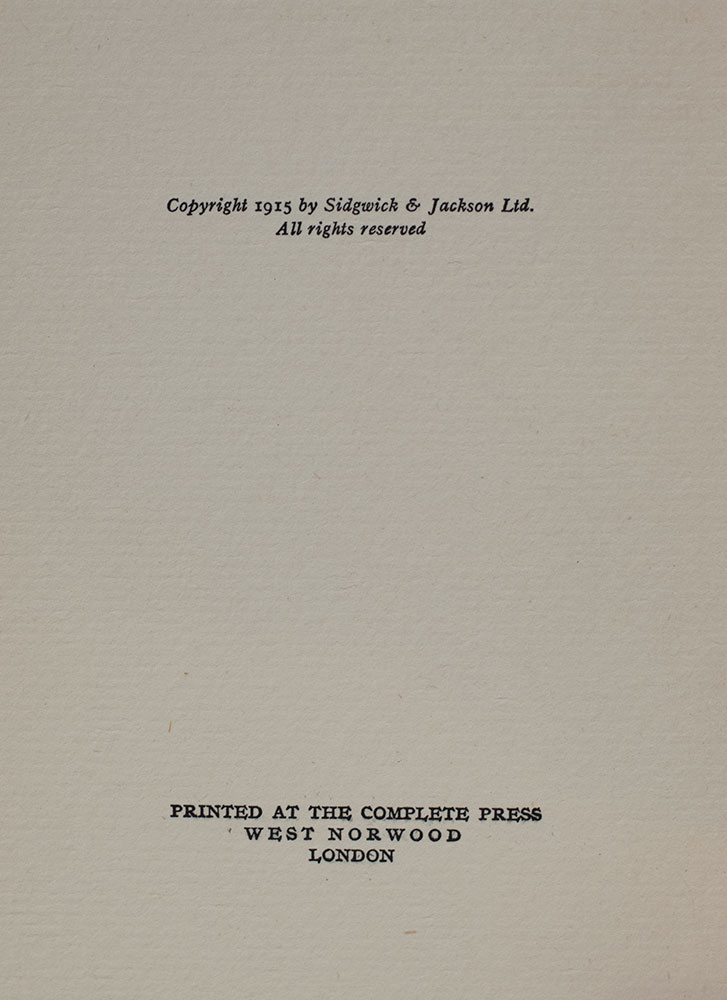 Copyright 1915 by Sidgwick & Jackson Ltd.
All rights reserved
PRINTED AT THE COMPLETE PRESS
WEST NORWOOD
LONDON